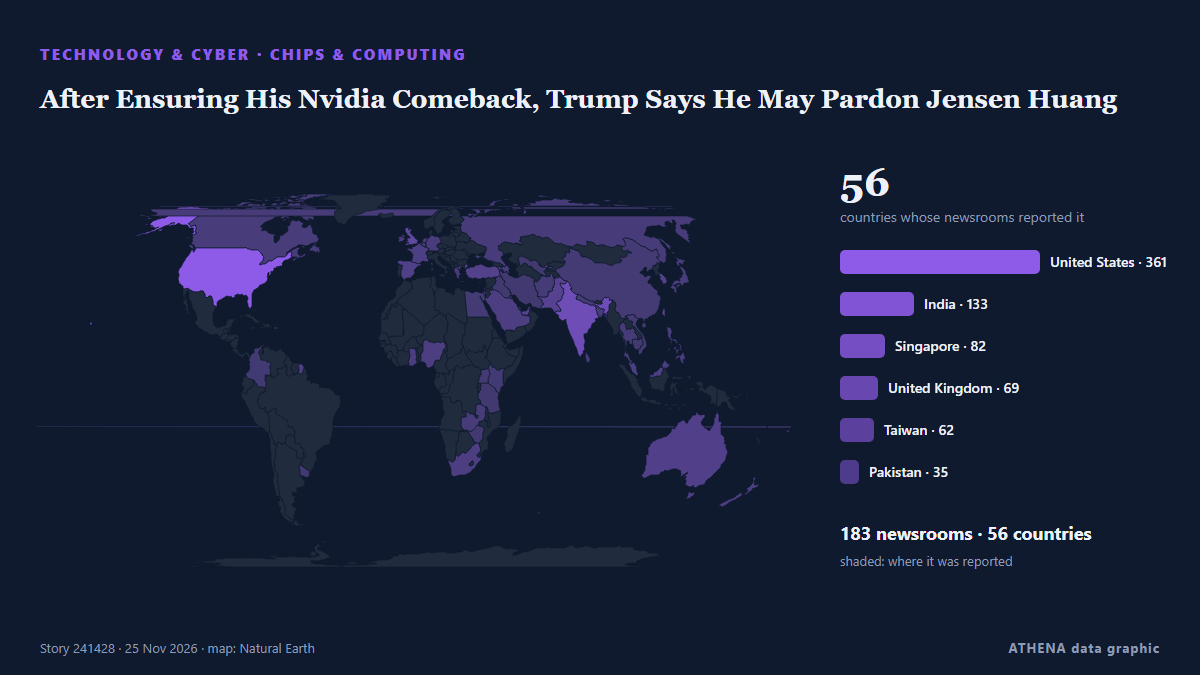 TECHNOLOGY & CYBER · CHIPS & COMPUTING
After Ensuring His Nvidia Comeback, Trump Says He May Pardon Jensen Huang
56
countries whose newsrooms reported it
United States · 361
India · 133
Singapore · 82
United Kingdom · 69
Taiwan · 62
Pakistan · 35
183 newsrooms · 56 countries
shaded: where it was reported
Story 241428 · 25 Nov 2026 · map: Natural Earth
ATHENA data graphic